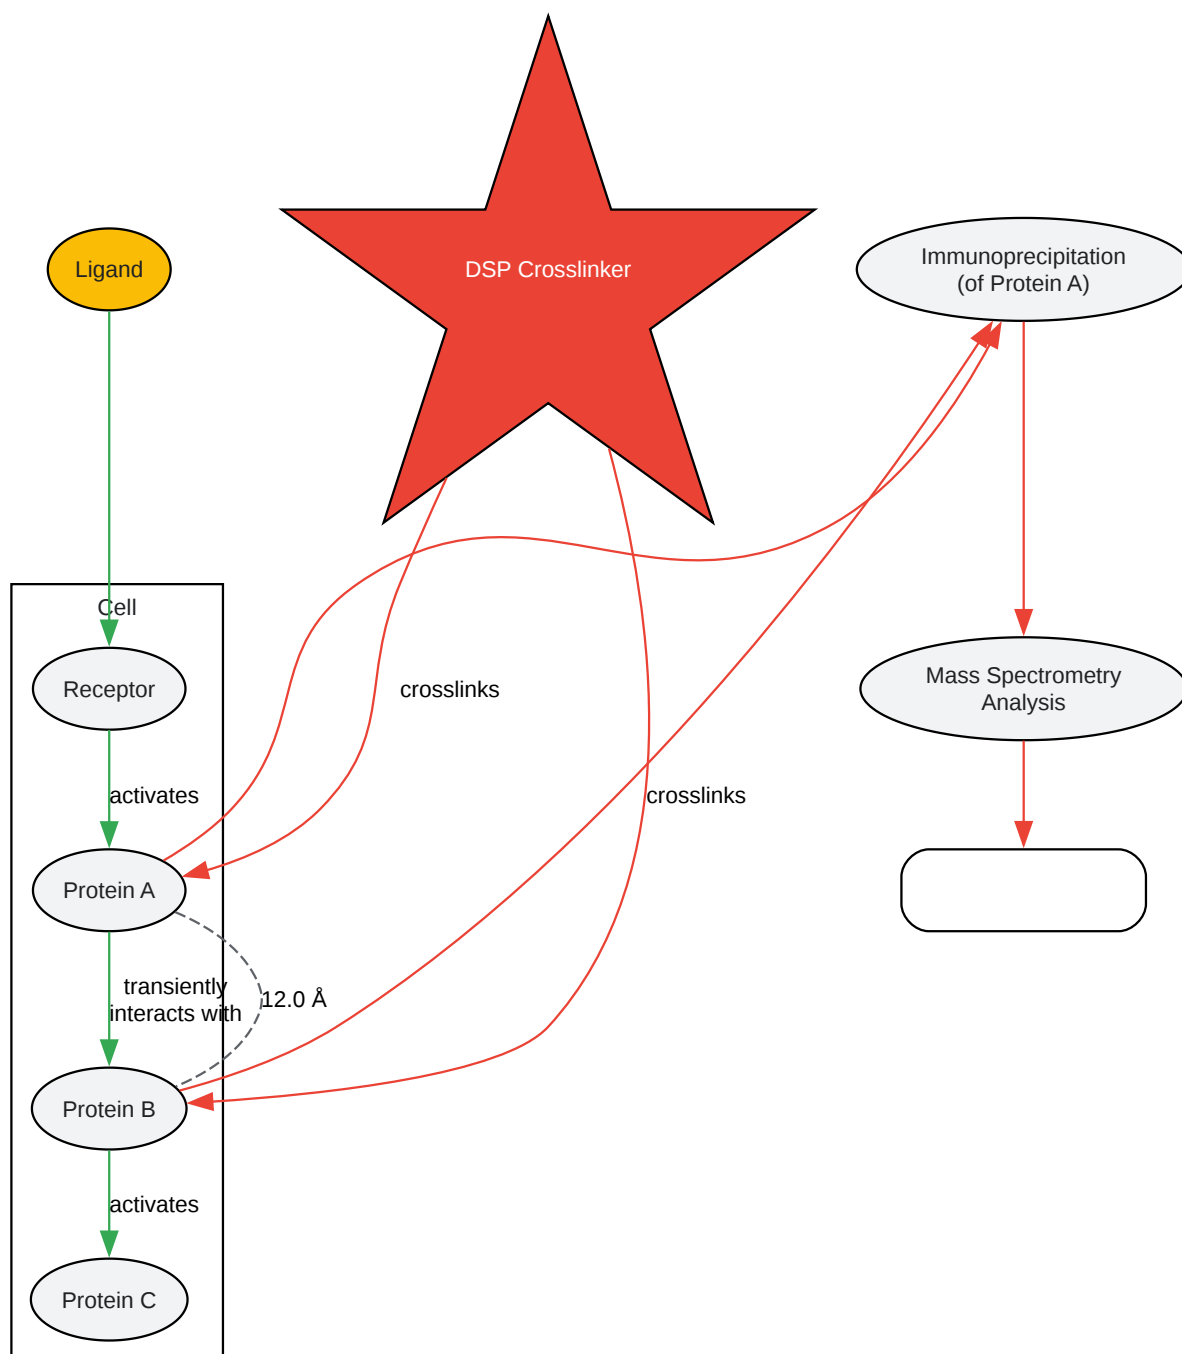 DSP Crosslinker
Ligand
Immunoprecipitation
(of Protein A)
Cell
Receptor
crosslinks
Mass Spectrometry
Analysis
activates
crosslinks
Protein A
transiently
interacts with
12.0 Å
Protein B
activates
Protein C